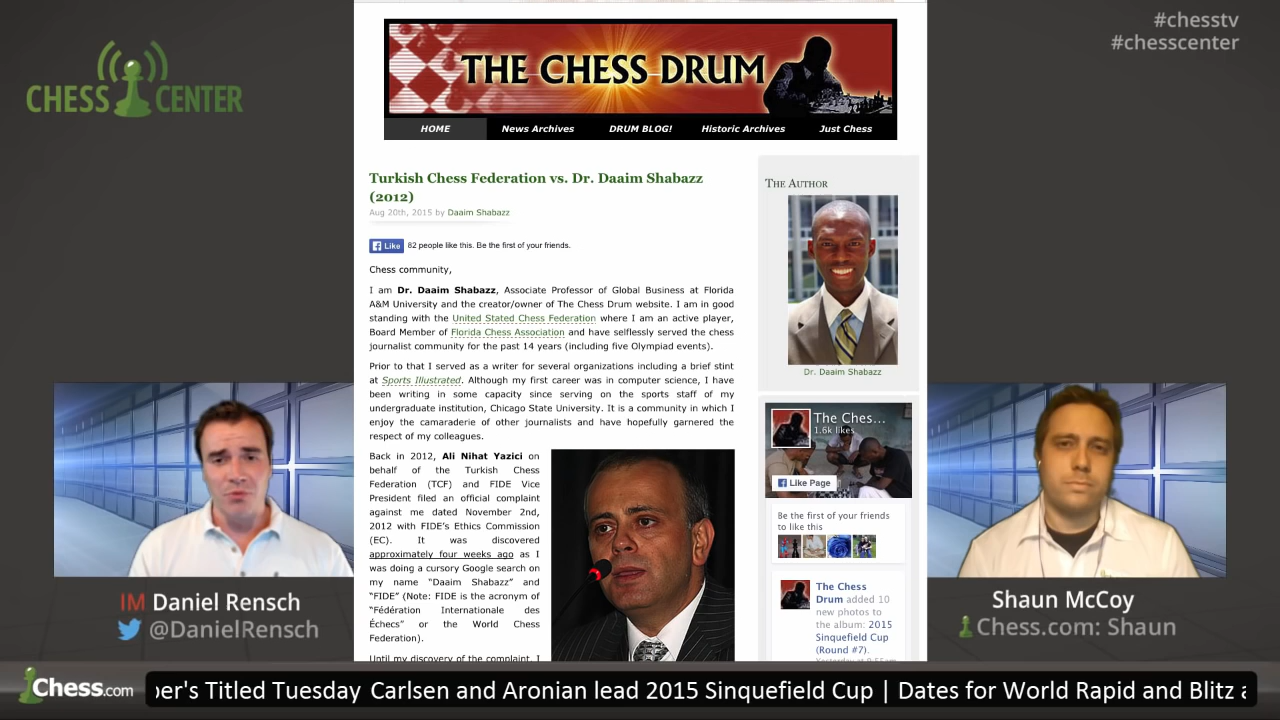 #chesstv
#chesscenter
CHESS CENTER
THE CHESS DRUM
HOME News Archives DRUM BLOG! Historic Archives Just Chess
Turkish Chess Federation vs. Dr. Daaim Shabazz
(2012)
Aug 20th, 2015 by Daaim Shabazz
Like 82 people like this. Be the first of your friends.
Chess community,
I am Dr. Daaim Shabazz, Associate Professor of Global Business at Florida
A&M University and the creator/owner of The Chess Drum website. I am in good
standing with the United Stated Chess Federation where I am an active player,
Board Member of Florida Chess Association and have selflessly served the chess
journalist community for the past 14 years (including five Olympiad events).
Prior to that I served as a writer for several organizations including a brief stint
at Sports Illustrated. Although my first career was in computer science, I have
been writing in some capacity since serving on the sports staff of my
undergraduate institution, Chicago State University. It is a community in which I
enjoy the camaraderie of other journalists and have hopefully garnered the
respect of my colleagues.
Back in 2012, Ali Nihat Yazici on
behalf of the Turkish Chess
Federation (TCF) and FIDE Vice
President filed an official complaint
against me dated November 2nd,
2012 with FIDE's Ethics Commission
(EC). It was discovered
approximately four weeks ago as I
was doing a cursory Google search on
my name "Daaim Shabazz" and
"FIDE" (Note: FIDE is the acronym of
"Fédération Internationale des
Échecs" or the World Chess
Federation).
Until my discovery of the complaint, I
THE AUTHOR
Dr. Daaim Shabazz
The Ches...
1.6k likes
Like Page
Be the first of your friends
to like this
The Chess
Drum added 10
new photos to
the album: 2015
Sinquefield Cup
(Round #7).
Yesterday at 9:55am
IM Daniel Rensch
@DanielRensch
Shaun McCoy
Chess.com: Shaun
Chess.com
er's Titled Tuesday Carlsen and Aronian lead 2015 Sinquefield Cup | Dates for World Rapid and Blitz a